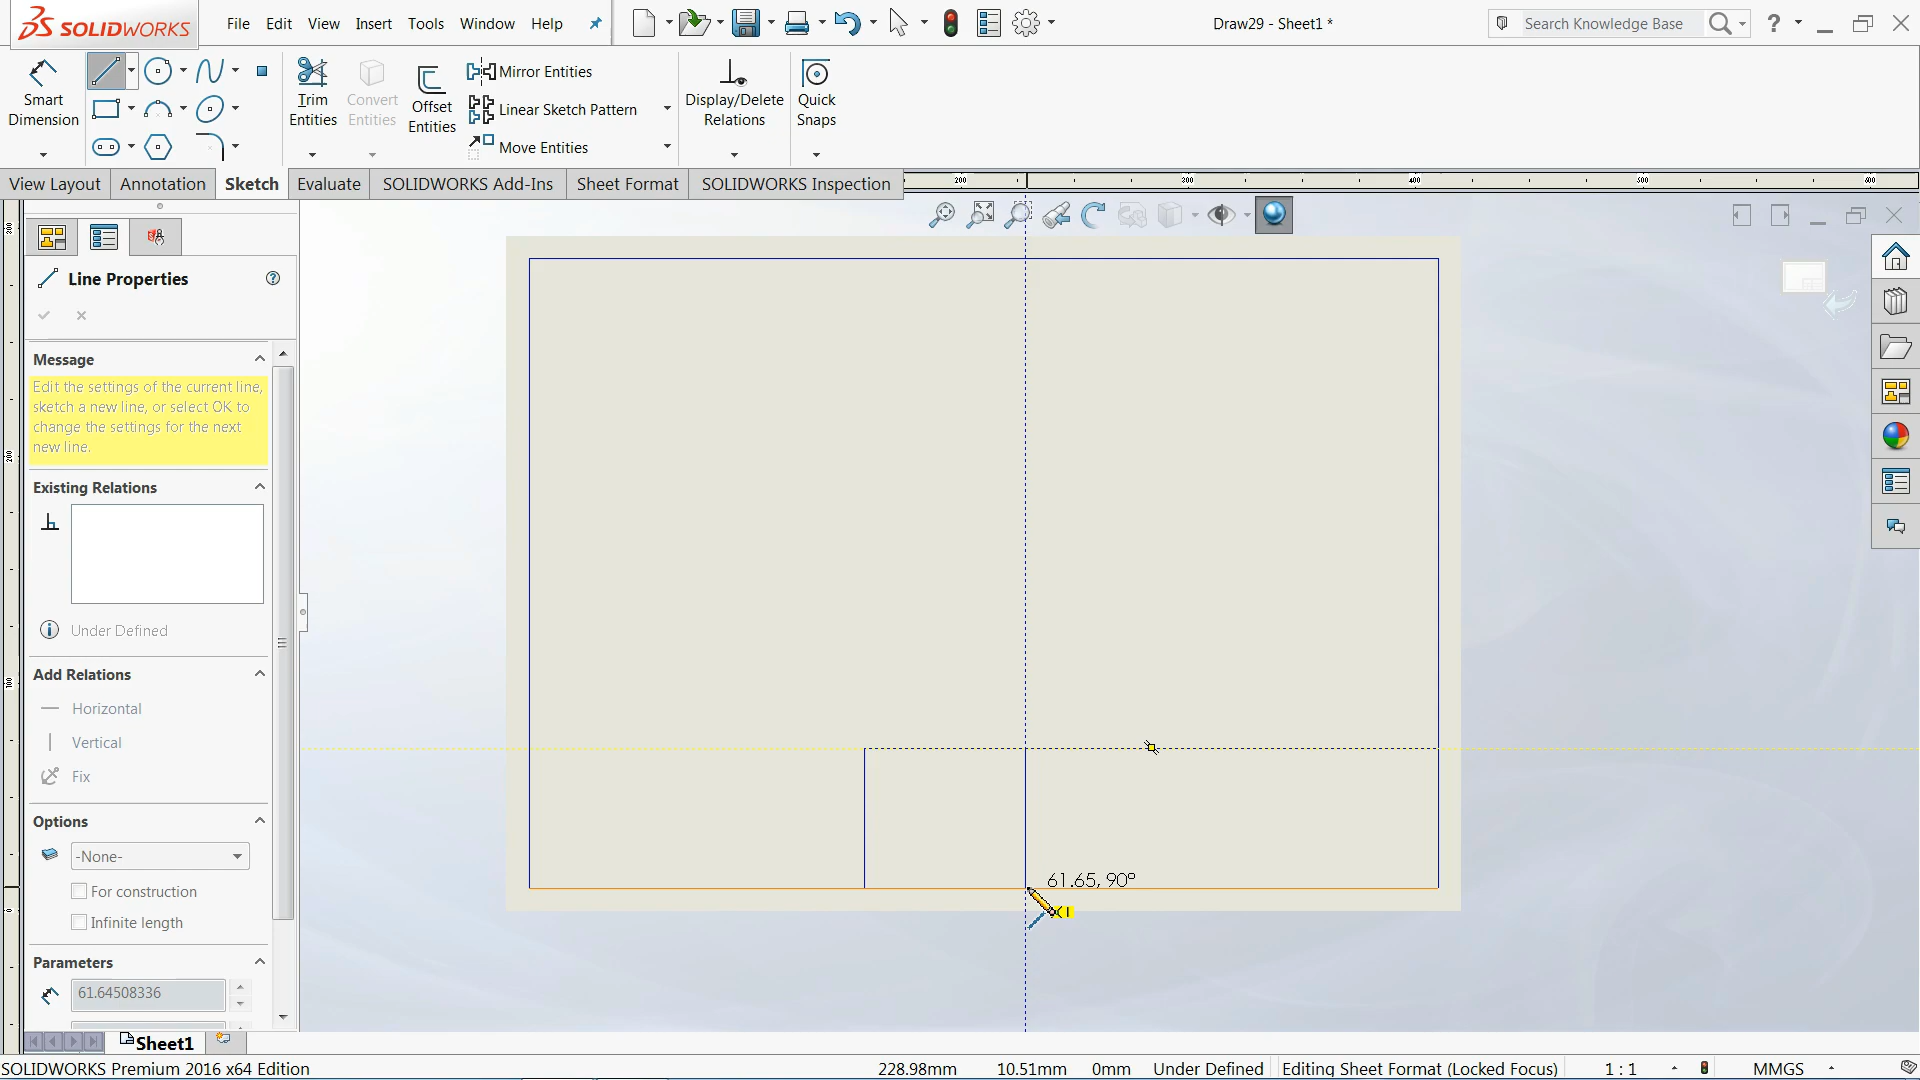 SOLIDWORKS
File Edit View Insert Tools Window Help
Draw29 - Sheet1 *
Search Knowledge Base
?
Smart Dimension
Trim Entities
Convert Entities
Offset Entities
Mirror Entities
Linear Sketch Pattern
Move Entities
Display/Delete Relations
Quick Snaps
View Layout Annotation Sketch Evaluate SOLIDWORKS Add-Ins Sheet Format SOLIDWORKS Inspection
Line Properties
Message
Edit the settings of the current line,
sketch a new line, or select OK to
change the settings for the next
new line.
Existing Relations
Under Defined
Add Relations
Horizontal
Vertical
Fix
Options
-None-
For construction
Infinite length
Parameters
61.64508336
61.65, 90°
Sheet1
SOLIDWORKS Premium 2016 x64 Edition
228.98mm 10.51mm 0mm Under Defined Editing Sheet Format (Locked Focus) 1 : 1 MMGS